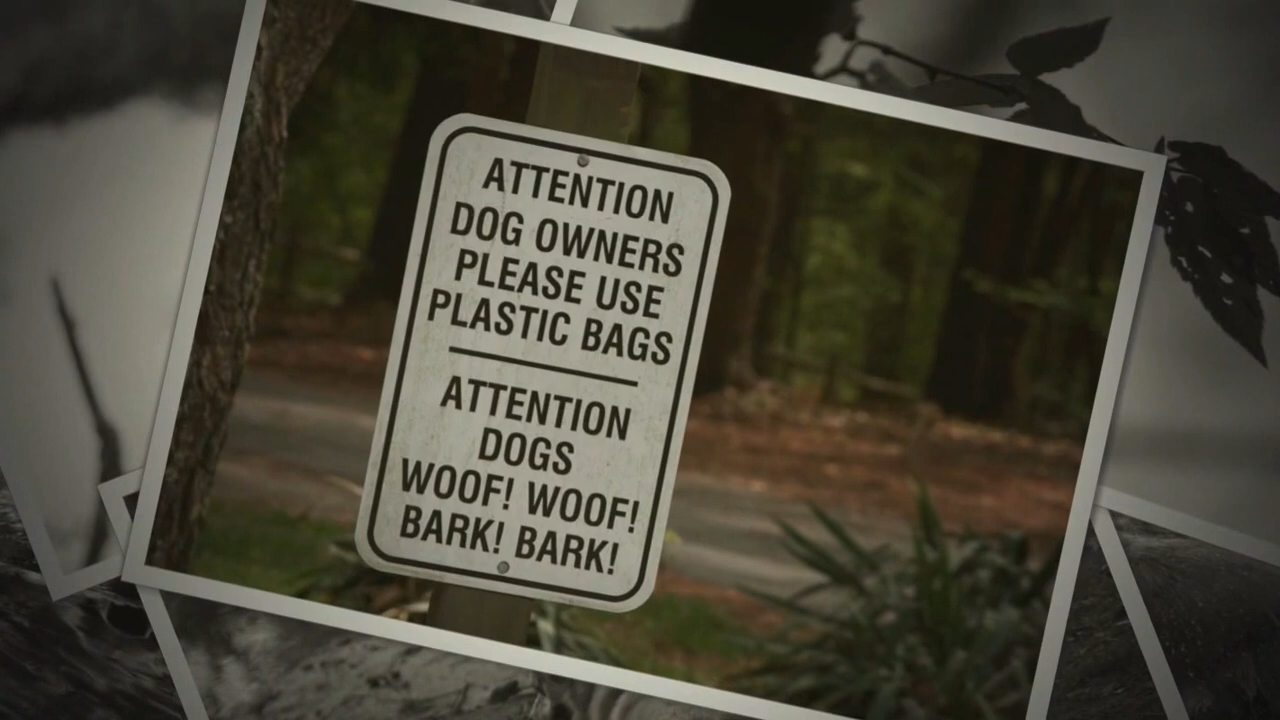 ATTENTION
DOG OWNERS
PLEASE USE
PLASTIC BAGS
ATTENTION
DOGS
WOOF! WOOF!
BARK! BARK!